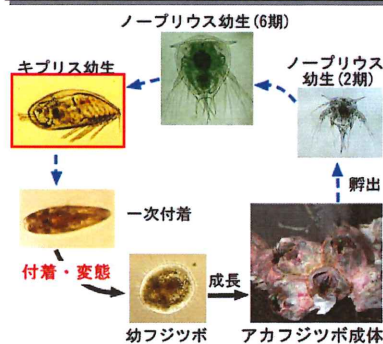 ノープリウス幼生(6期)
キプリス幼生
ノープリウス
幼生(2期)
孵出
一次付着
付着・変態
成長
幼フジツボ
アカフジツボ成体